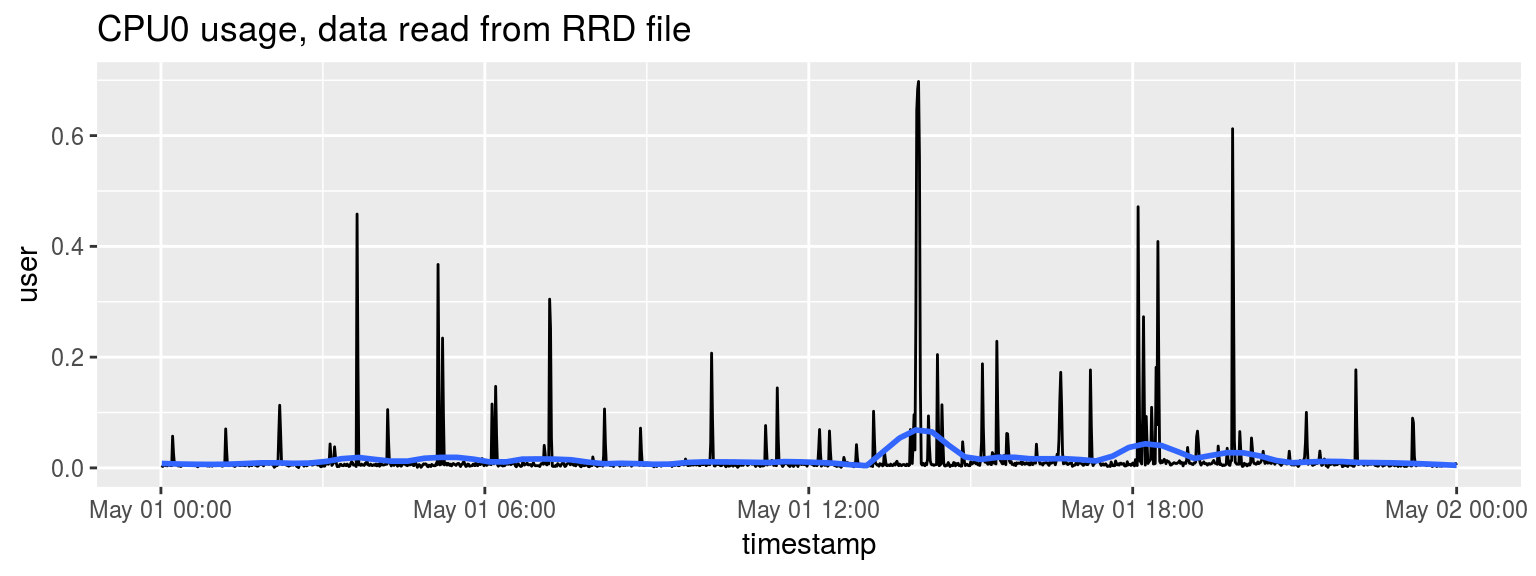 CPU0 usage, data read from RRD file
user
0.6
0.4
0.2
0.0
May 01 00:00 May 01 06:00 May 01 12:00 May 01 18:00 May 02 00:00
timestamp